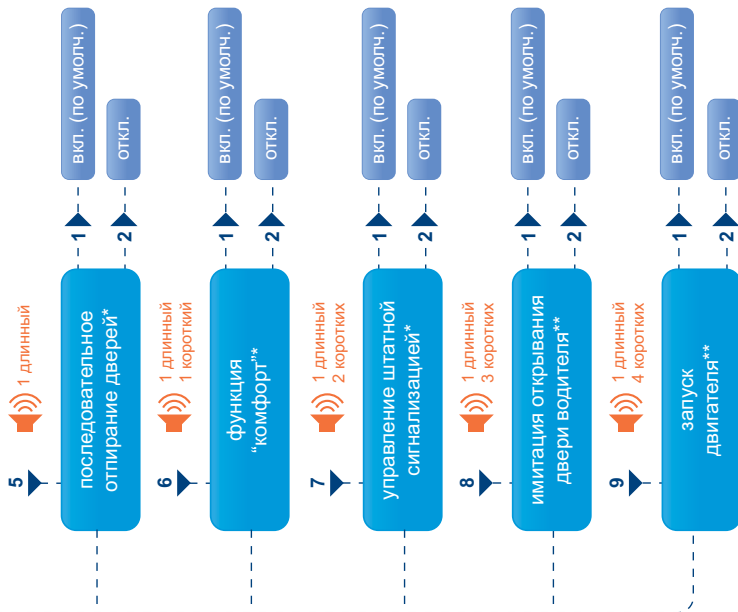 5
1 длинный
последовательное
отпирание дверей*
1
вкл. (по умолч.)
2
откл.
6
1 длинный
1 короткий
функция
“комфорт”*
1
вкл. (по умолч.)
2
откл.
7
1 длинный
2 коротких
управление штатной
сигнализацией*
1
вкл. (по умолч.)
2
откл.
8
1 длинный
3 коротких
имитация открывания
двери водителя**
1
вкл. (по умолч.)
2
откл.
9
1 длинный
4 коротких
запуск
двигателя**
1
вкл. (по умолч.)
2
откл.